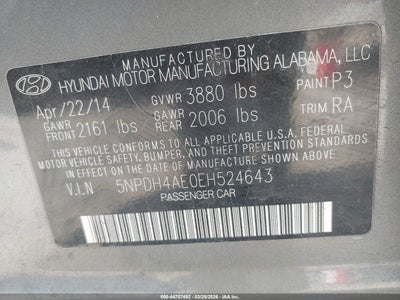 MANUFACTURED BY
HYUNDAI MOTOR MANUFACTURING ALABAMA, LLC
Apr/22/14 GVWR 3880 lbs PAINT P3
GAWR FRONT 2161 lbs GAWR REAR 2006 lbs TRIM RA
THIS VEHICLE CONFORMS TO ALL APPLICABLE U.S.A. FEDERAL
MOTOR VEHICLE SAFETY, BUMPER, AND THEFT PREVENTION
STANDARDS IN EFFECT ON THE DATE OF MANUFACTURE SHOWN ABOVE.
V.I.N 5NPDH4AE0EH524643
PASSENGER CAR